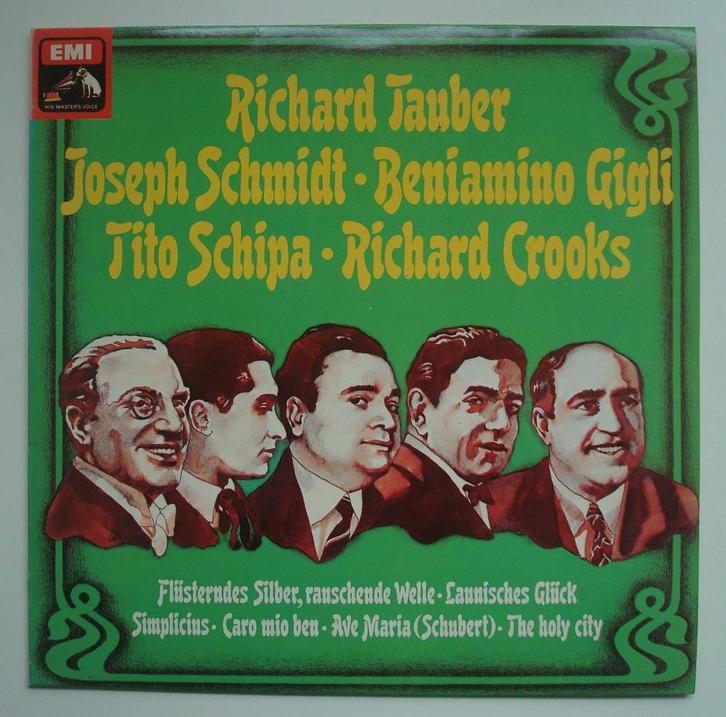 EMI
HIS MASTER'S VOICE
Richard Tauber
Joseph Schmidt • Beniamino Gigli
Tito Schipa • Richard Crooks
Flüsterndes Silber, rauschende Welle • Launisches Glück
Simplicius • Caro mio ben • Ave Maria (Schubert) • The holy city